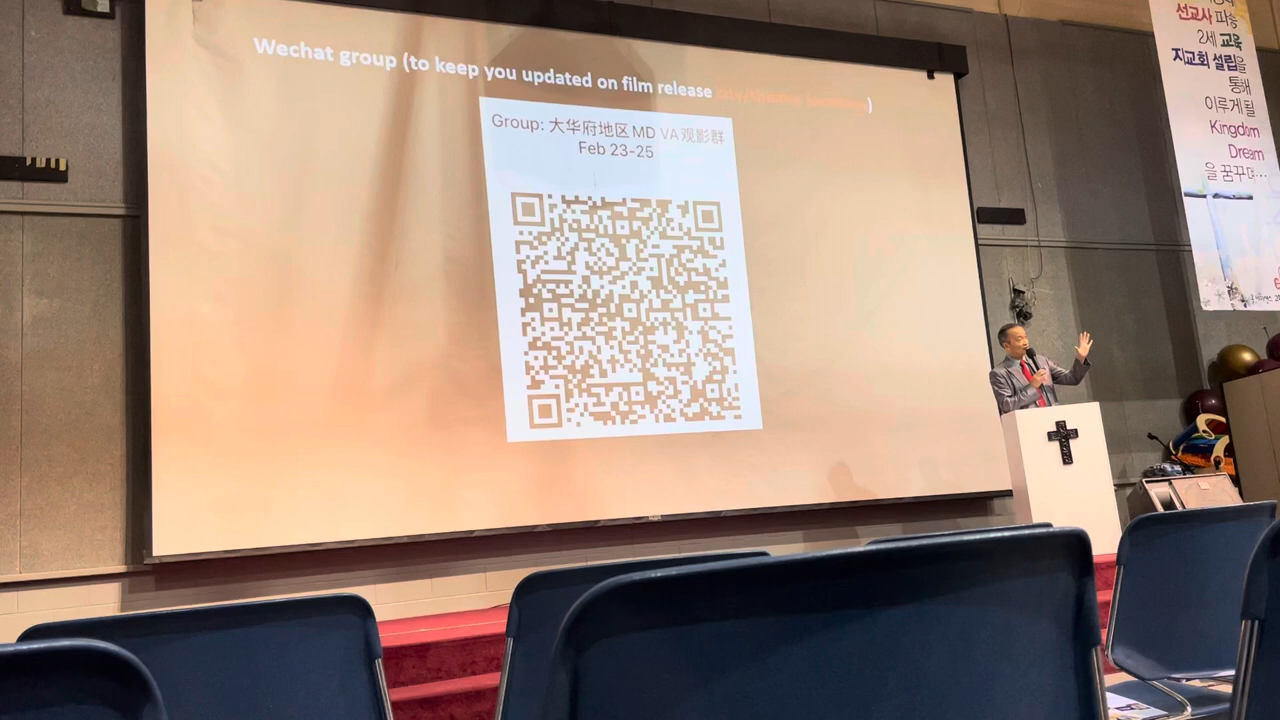 Wechat group (to keep you updated on film release )
Group: 大华府地区 MD VA 观影群
Feb 23-25
선교사 파송
2세 교육
지교회 설립을
통해
이루게 될
Kingdom
Dream
을 꿈꾸며...